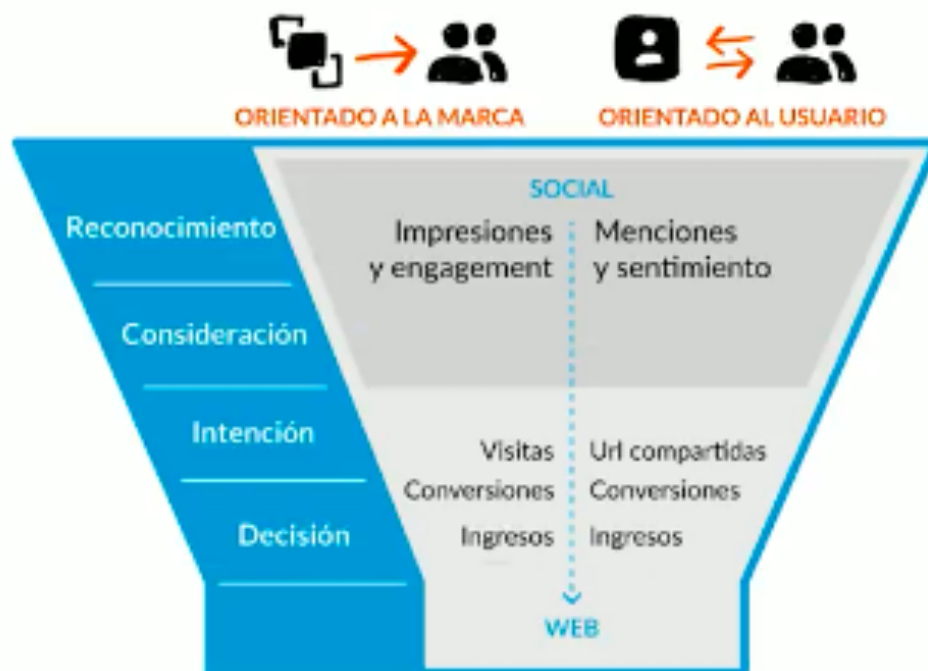 ORIENTADO A LA MARCA
ORIENTADO AL USUARIO
Reconocimiento
Consideración
Intención
Decisión
SOCIAL
Impresiones
y engagement
Menciones
y sentimiento
Visitas
Conversiones
Ingresos
Url compartidas
Conversiones
Ingresos
WEB